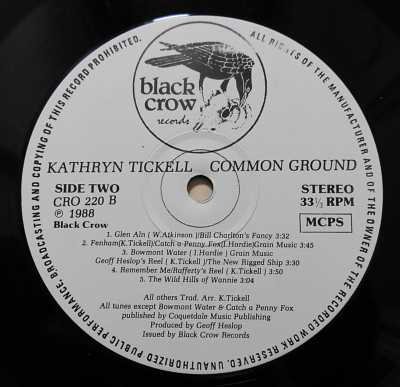 ALL RIGHTS OF THE MANUFACTURER AND OF THE OWNER OF THE RECORDED WORK RESERVED. UNAUTHORIZED PUBLIC PERFORMANCE, BROADCASTING AND COPYING OF THIS RECORD PROHIBITED.
black
crow
records
KATHRYN TICKELL COMMON GROUND
SIDE TWO
CRO 220 B
℗ 1988
Black Crow
STEREO
33⅓ RPM
MCPS
1. Glen Aln ( W.Atkinson )/Bill Charlton's Fancy 3:32
2. Fenham(K.Tickell)/Catch a Penny Fox(I.Hardie)Grain Music 3:45
3. Bowmont Water ( I.Hardie ) Grain Music
Geoff Heslop's Reel ( K.Tickell )/The New Rigged Ship 3:30
4. Remember Me/Rafferty's Reel ( K.Tickell ) 3:50
5. The Wild Hills of Wannie 3:04
All others Trad. Arr. K.Tickell
All tunes except Bowmont Water & Catch a Penny Fox
published by Coquetdale Music Publishing
Produced by Geoff Heslop
Issued by Black Crow Records